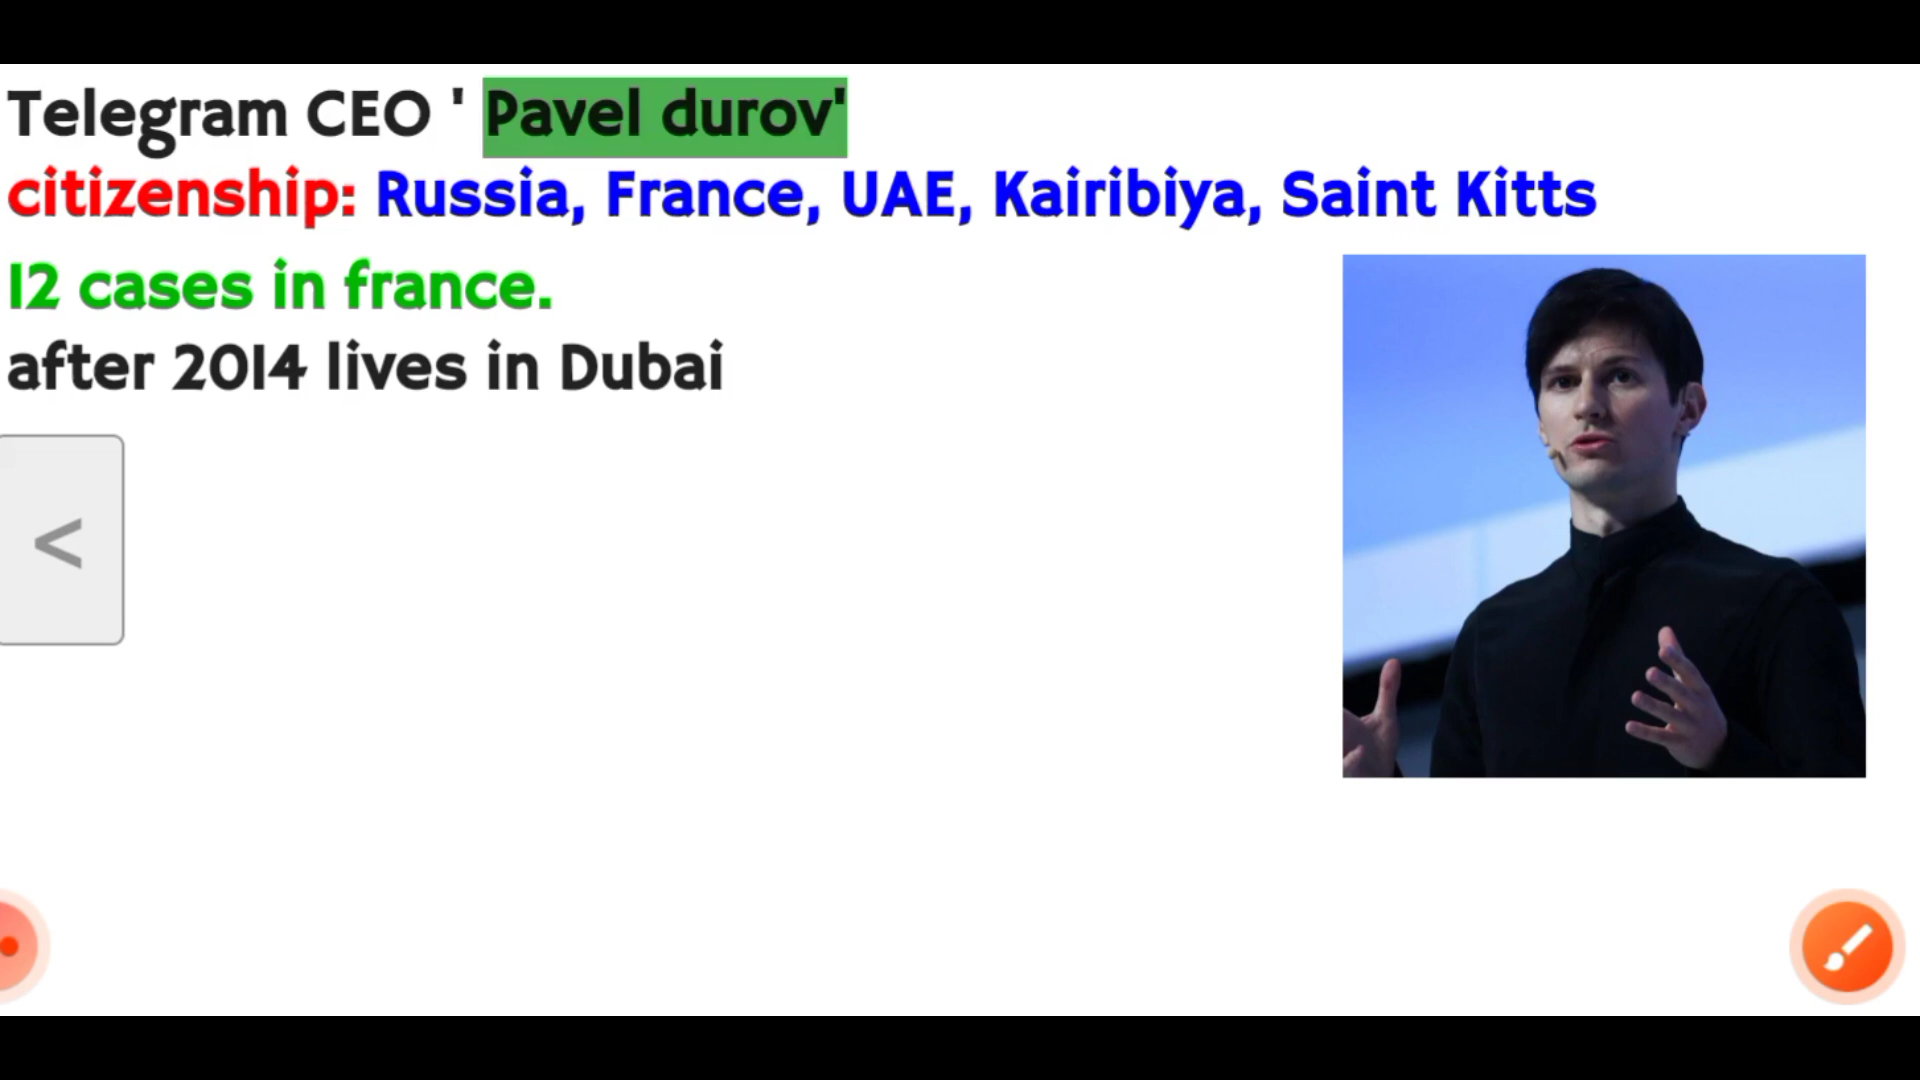 Telegram CEO ' Pavel durov'
citizenship: Russia, France, UAE, Kairibiya, Saint Kitts
12 cases in france.
after 2014 lives in Dubai
<